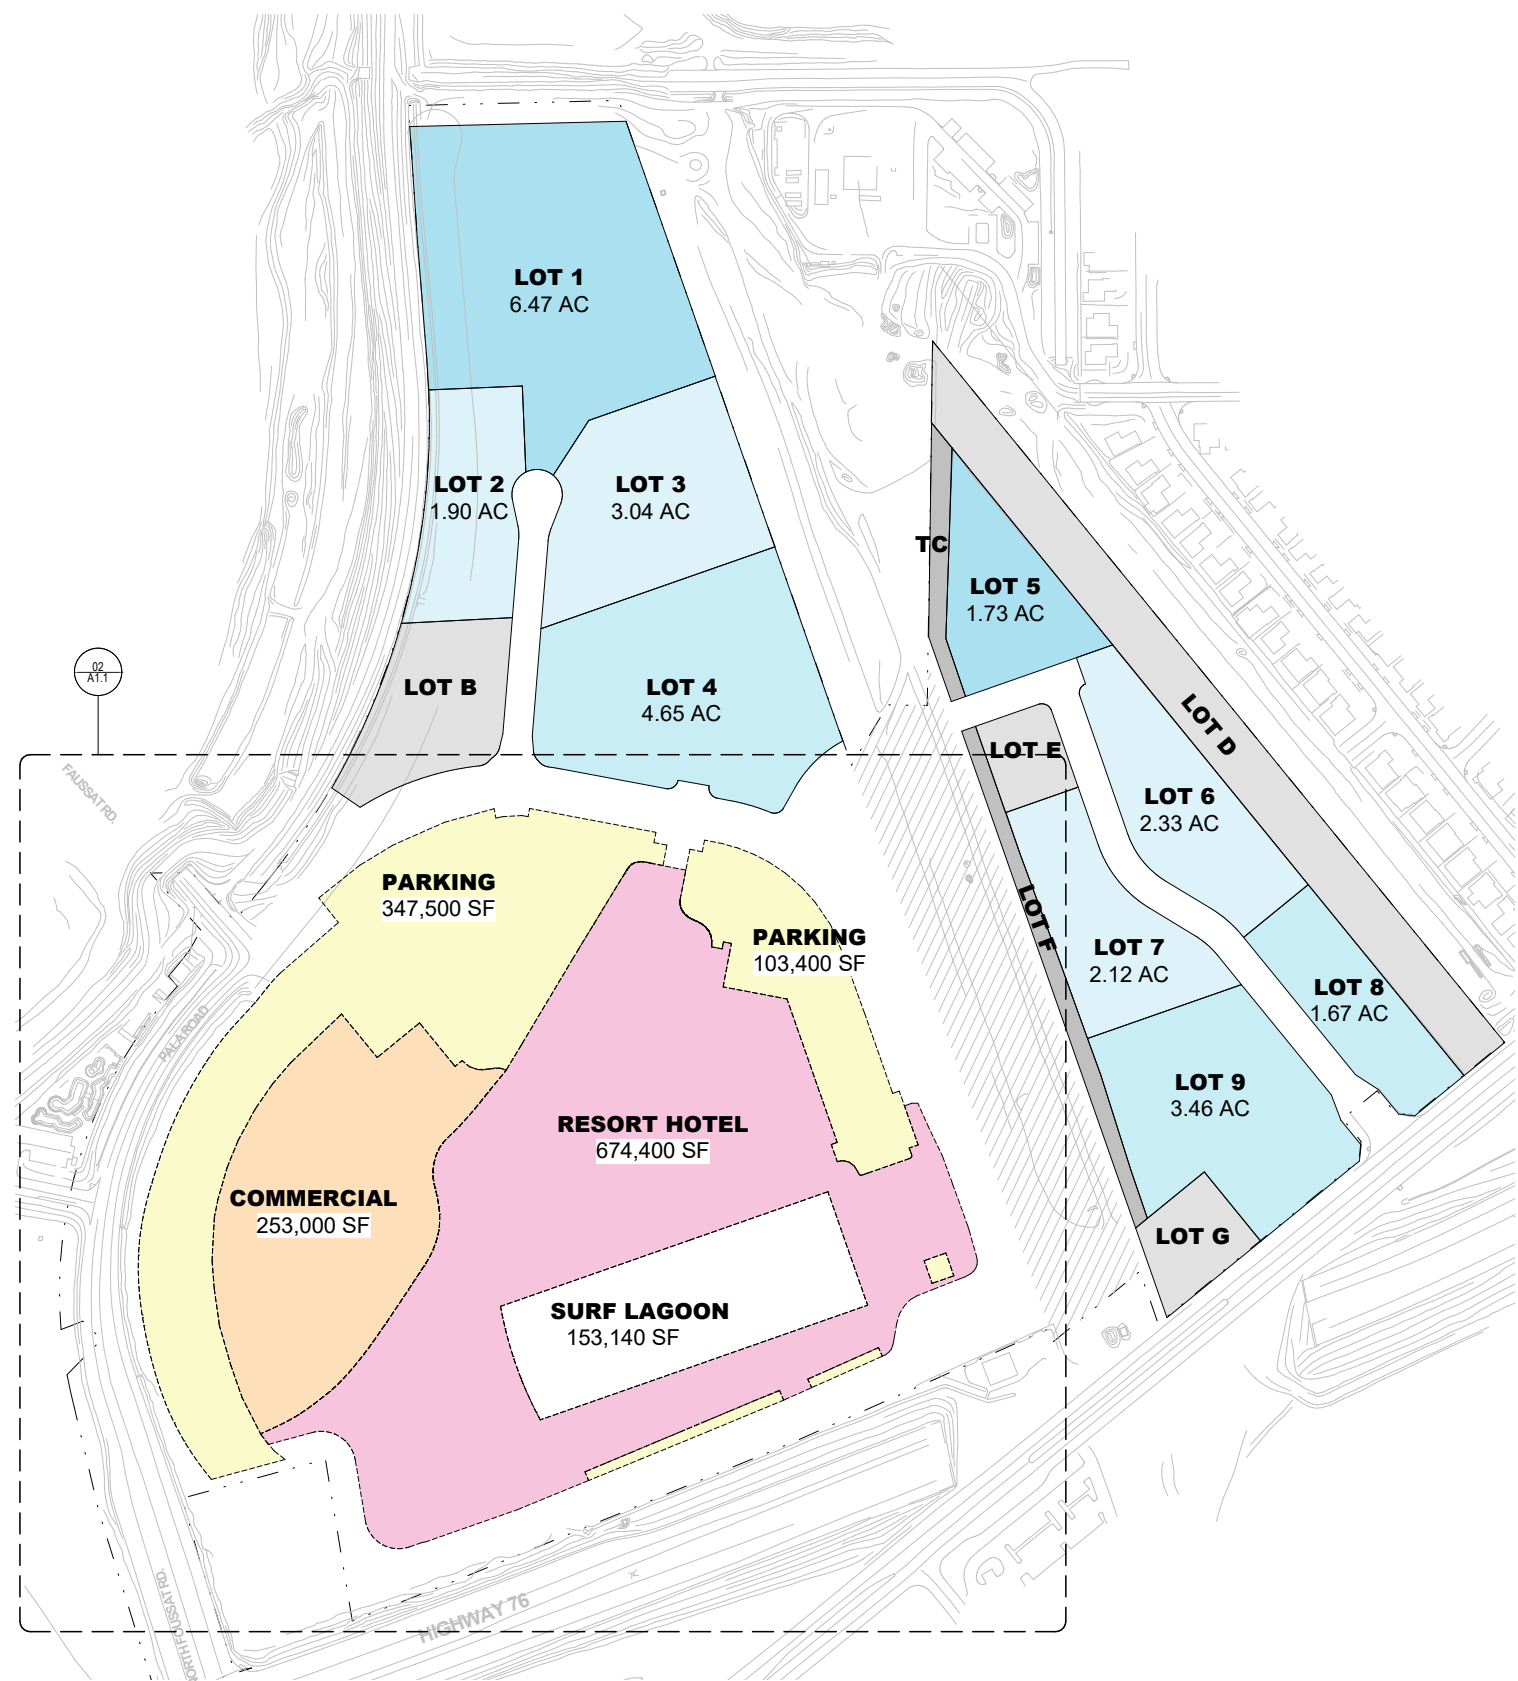 LOT 1
6.47 AC
LOT 2
1.90 AC
LOT 3
3.04 AC
TC
LOT 5
1.73 AC
02
A1.1
LOT B
LOT 4
4.65 AC
LOT D
LOT E
FAUSSAT RD.
LOT 6
2.33 AC
PARKING
347,500 SF
LOT F
PARKING
103,400 SF
LOT 7
2.12 AC
LOT 8
1.67 AC
PALA ROAD
LOT 9
3.46 AC
RESORT HOTEL
674,400 SF
COMMERCIAL
253,000 SF
LOT G
SURF LAGOON
153,140 SF
HIGHWAY 76
NORTH FOUSSAT RD.